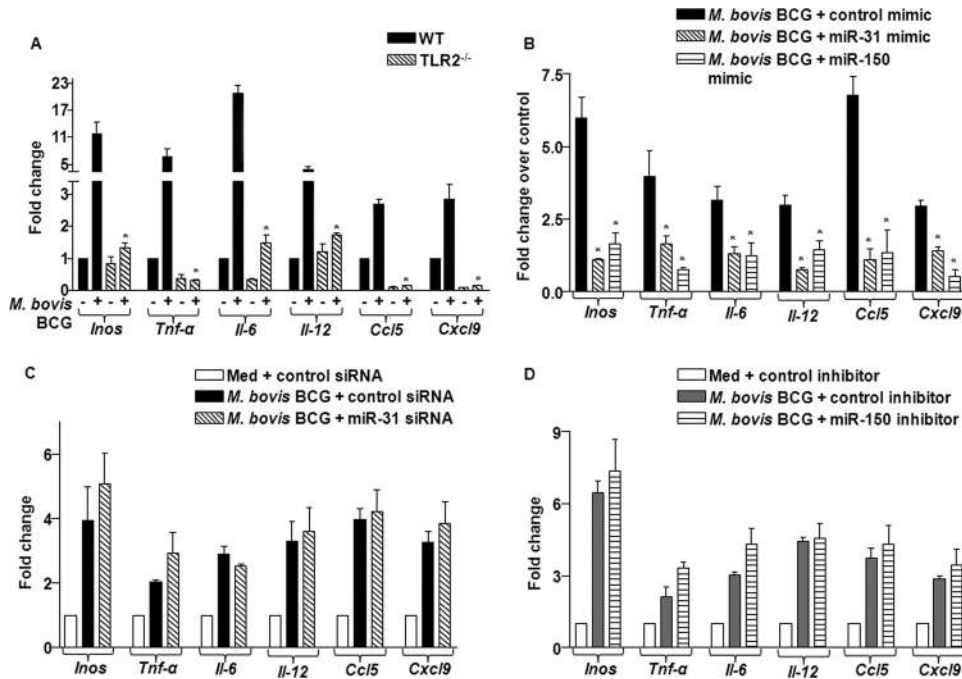 A
WT
TLR2-/-
Fold change
23
17
11
5
3
2
1
0
- + - + - + - + - + - + - + - + - + - + - + - +
M. bovis
BCG
Inos Tnf-α Il-6 Il-12 Ccl5 Cxcl9
* * * * * *
B
M. bovis BCG + control mimic
M. bovis BCG + miR-31 mimic
M. bovis BCG + miR-150
mimic
Fold change over control
7.5
5.0
2.5
0.0
* * * * * * * * * * * *
Inos Tnf-α Il-6 Il-12 Ccl5 Cxcl9
C
Med + control siRNA
M. bovis BCG + control siRNA
M. bovis BCG + miR-31 siRNA
Fold change
6
4
2
0
Inos Tnf-α Il-6 Il-12 Ccl5 Cxcl9
D
Med + control inhibitor
M. bovis BCG + control inhibitor
M. bovis BCG + miR-150 inhibitor
Fold change
9
6
3
0
Inos Tnf-α Il-6 Il-12 Ccl5 Cxcl9